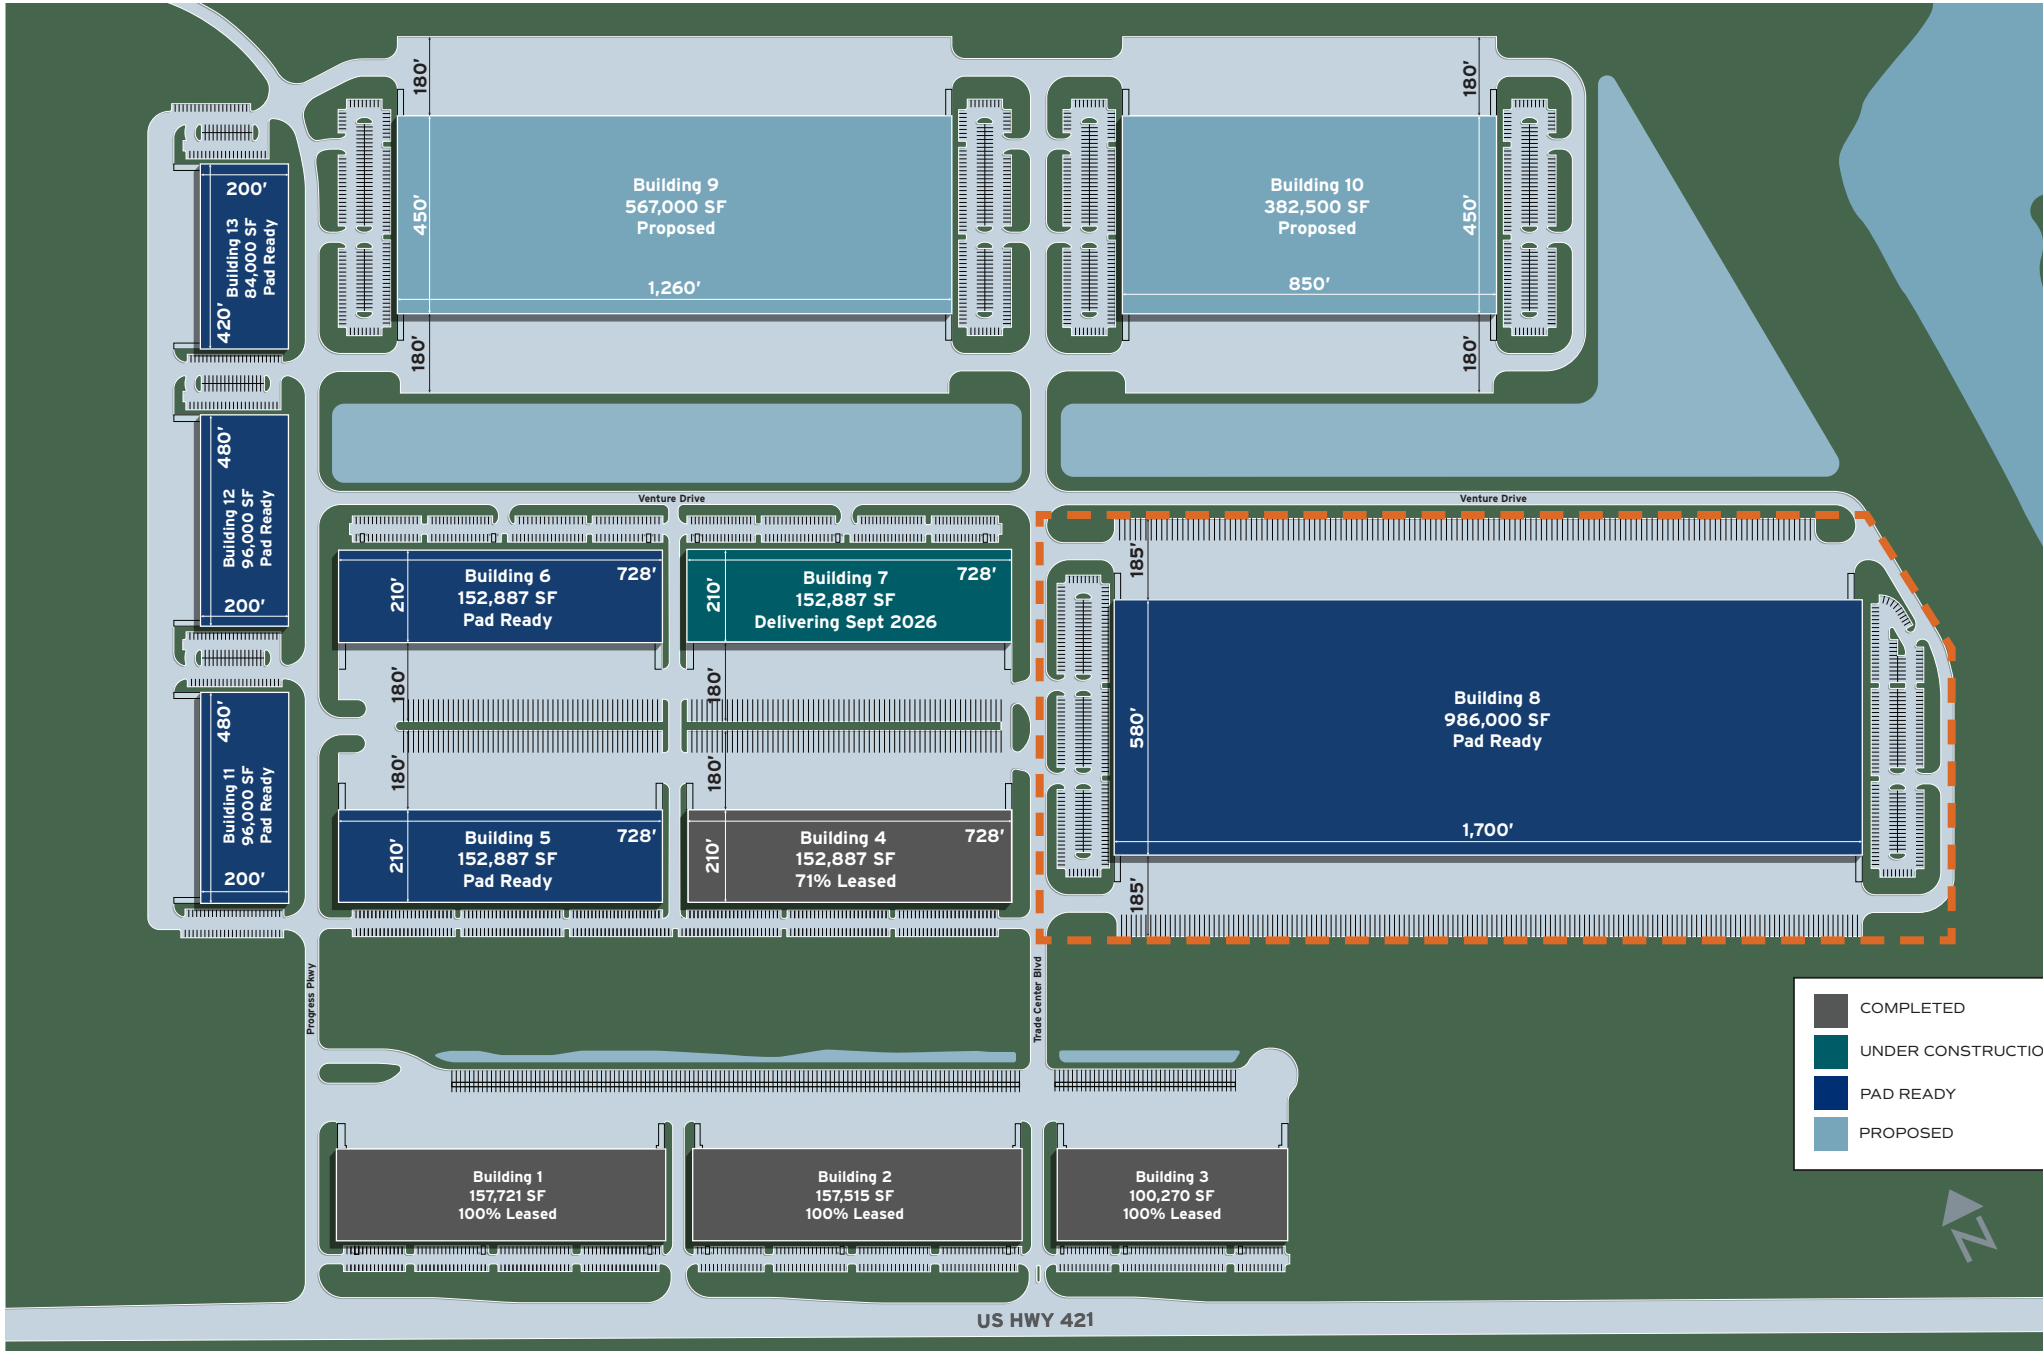 180'
180'
200'
Building 13
84,000 SF
Pad Ready
420'
450'
Building 9
567,000 SF
Proposed
1,260'
180'
Building 10
382,500 SF
Proposed
450'
850'
180'
480'
Building 12
96,000 SF
Pad Ready
200'
Venture Drive
Venture Drive
210'
Building 6
152,887 SF
Pad Ready
728'
210'
Building 7
152,887 SF
Delivering Sept 2026
728'
185'
480'
Building 11
96,000 SF
Pad Ready
200'
180'
180'
580'
Building 8
986,000 SF
Pad Ready
1,700'
180'
180'
210'
Building 5
152,887 SF
Pad Ready
728'
210'
Building 4
152,887 SF
71% Leased
728'
185'
Progress Pkwy
Trade Center Blvd
COMPLETED
UNDER CONSTRUCTIO
PAD READY
PROPOSED
Building 1
157,721 SF
100% Leased
Building 2
157,515 SF
100% Leased
Building 3
100,270 SF
100% Leased
N
US HWY 421